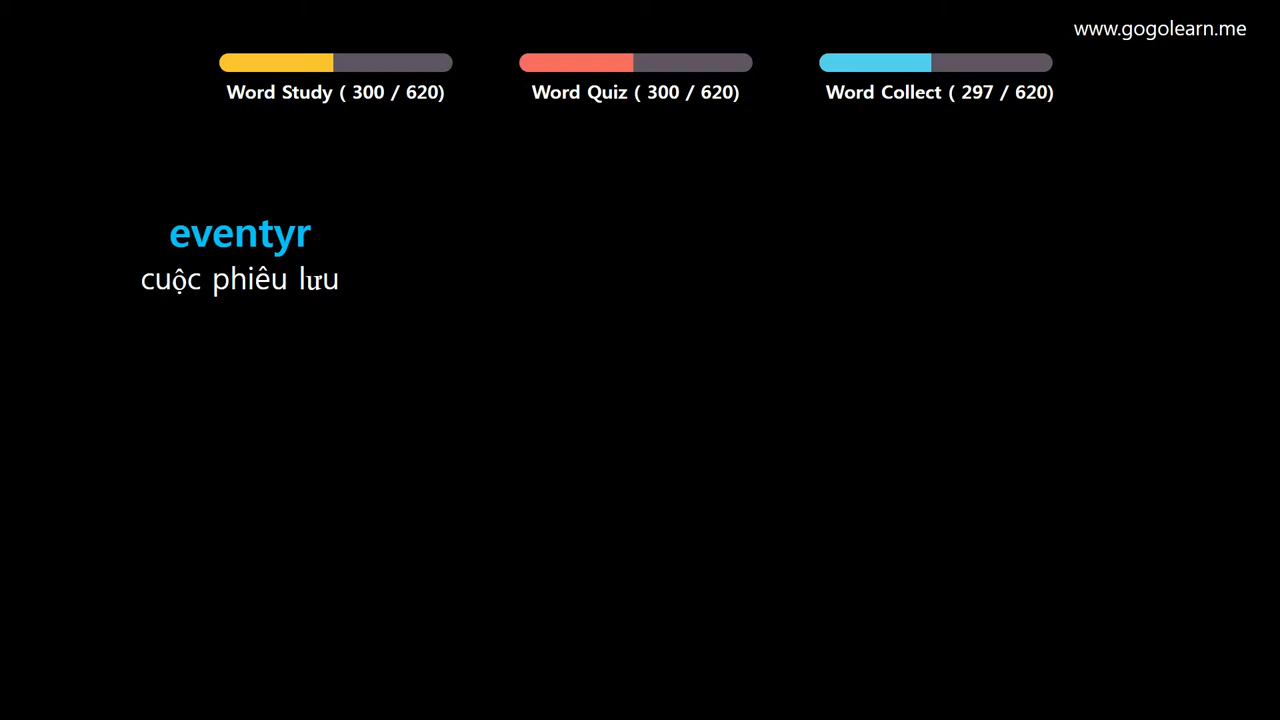 www.gogolearn.me
Word Study ( 300 / 620)
Word Quiz ( 300 / 620)
Word Collect ( 297 / 620)
eventyr
cuộc phiêu lưu